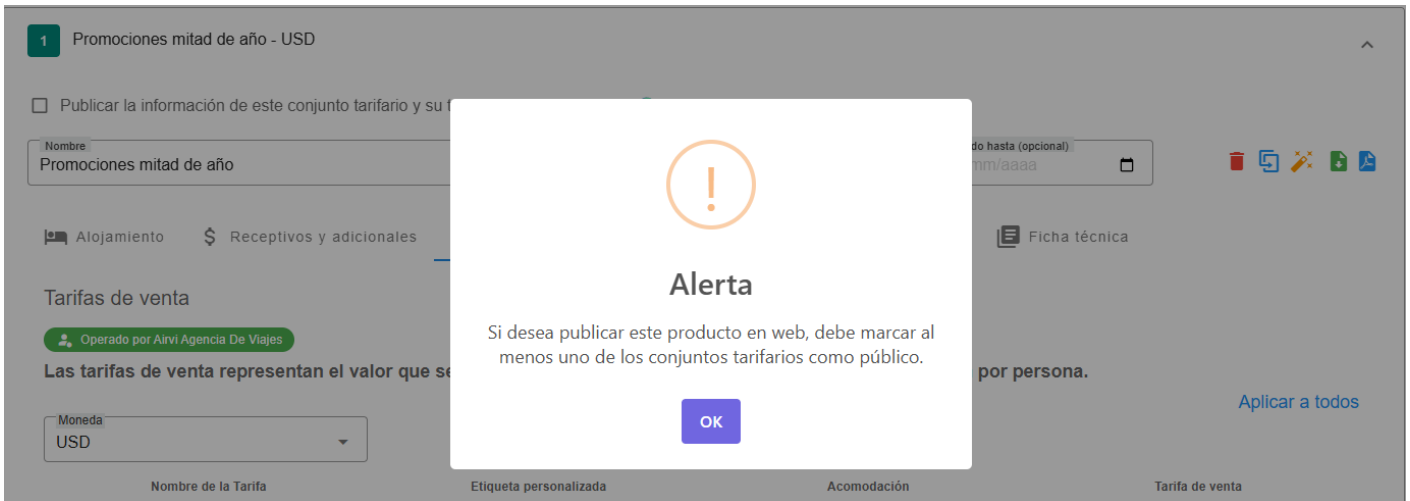 1 Promociones mitad de año - USD
Publicar la información de este conjunto tarifario y su
Nombre
Promociones mitad de año
do hasta (opcional)
mm/aaaa
Alojamiento
$ Receptivos y adicionales
Ficha técnica
!
Alerta
Si desea publicar este producto en web, debe marcar al
menos uno de los conjuntos tarifarios como público.
OK
Tarifas de venta
Operado por Airvi Agencia De Viajes
Las tarifas de venta representan el valor que se
por persona.
Aplicar a todos
Moneda
USD
Nombre de la Tarifa
Etiqueta personalizada
Acomodación
Tarifa de venta